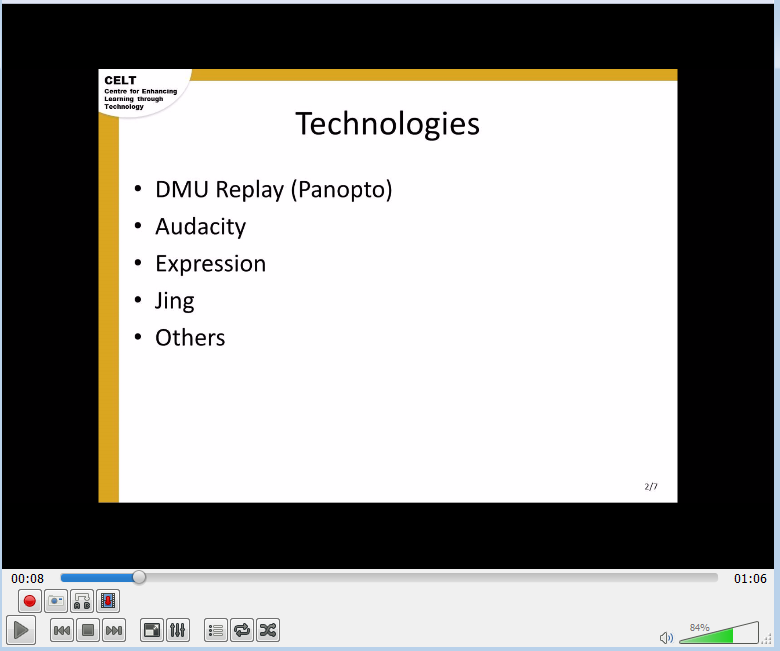 CELT
Centre for Enhancing
Learning through
Technology
Technologies
• DMU Replay (Panopto)
• Audacity
• Expression
• Jing
• Others
2/7
00:08
01:06
A B
84%